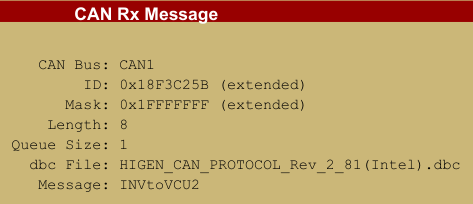 CAN Rx Message
CAN Bus: CAN1
ID: 0x18F3C25B (extended)
Mask: 0x1FFFFFFF (extended)
Length: 8
Queue Size: 1
dbc File: HIGEN_CAN_PROTOCOL_Rev_2_81(Intel).dbc
Message: INVtoVCU2